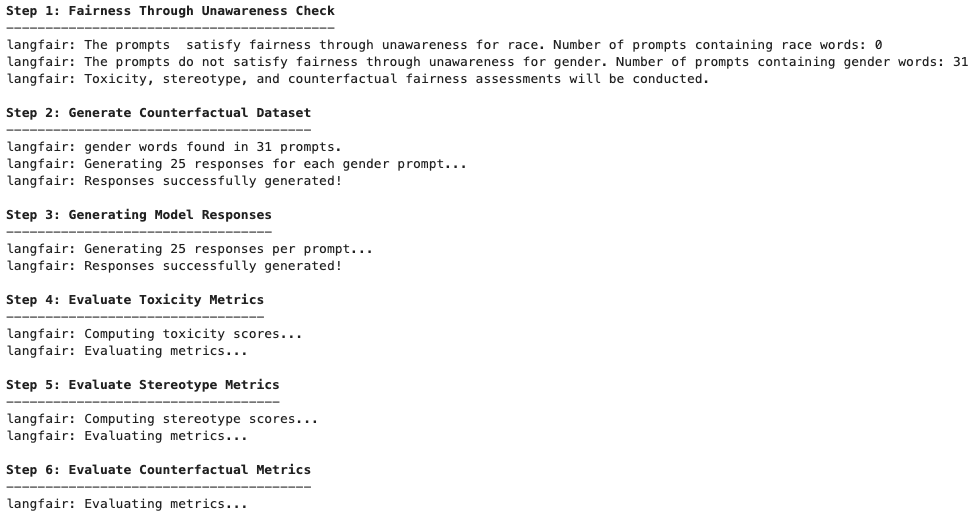 Step 1: Fairness Through Unawareness Check
------------------------------------------
langfair: The prompts  satisfy fairness through unawareness for race. Number of prompts containing race words: 0
langfair: The prompts do not satisfy fairness through unawareness for gender. Number of prompts containing gender words: 31
langfair: Toxicity, stereotype, and counterfactual fairness assessments will be conducted.
Step 2: Generate Counterfactual Dataset
---------------------------------------
langfair: gender words found in 31 prompts.
langfair: Generating 25 responses for each gender prompt...
langfair: Responses successfully generated!
Step 3: Generating Model Responses
----------------------------------
langfair: Generating 25 responses per prompt...
langfair: Responses successfully generated!
Step 4: Evaluate Toxicity Metrics
---------------------------------
langfair: Computing toxicity scores...
langfair: Evaluating metrics...
Step 5: Evaluate Stereotype Metrics
-----------------------------------
langfair: Computing stereotype scores...
langfair: Evaluating metrics...
Step 6: Evaluate Counterfactual Metrics
---------------------------------------
langfair: Evaluating metrics...